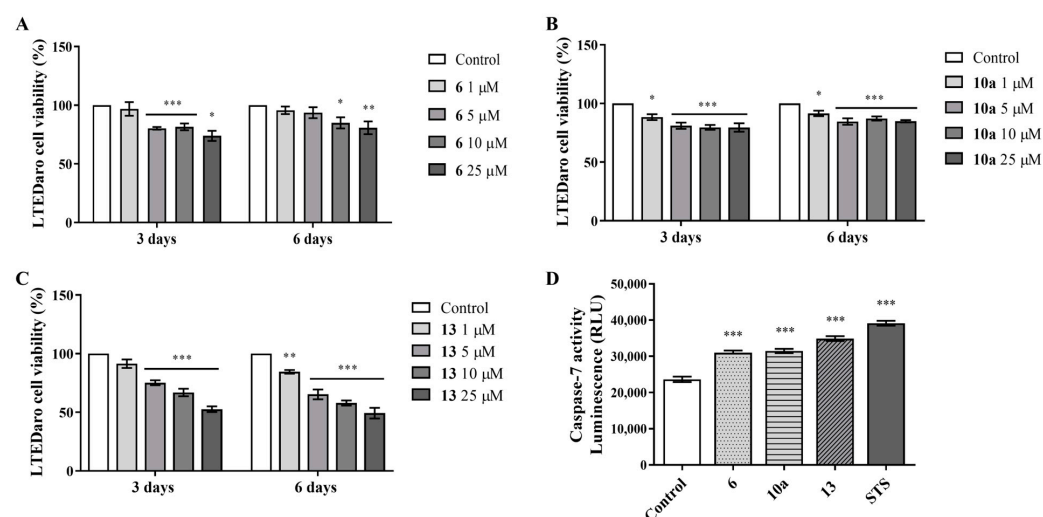 A
LTEDaro cell viability (%)
150
100
50
0
***
*
*
**
3 days
6 days
Control
6 1 µM
6 5 µM
6 10 µM
6 25 µM
B
LTEDaro cell viability (%)
150
100
50
0
*
***
*
***
3 days
6 days
Control
10a 1 µM
10a 5 µM
10a 10 µM
10a 25 µM
C
LTEDaro cell viability (%)
150
100
50
0
***
**
***
3 days
6 days
Control
13 1 µM
13 5 µM
13 10 µM
13 25 µM
D
Caspase-7 activity
Luminescence (RLU)
50,000
40,000
30,000
20,000
10,000
0
***
***
***
***
Control
6
10a
13
STS